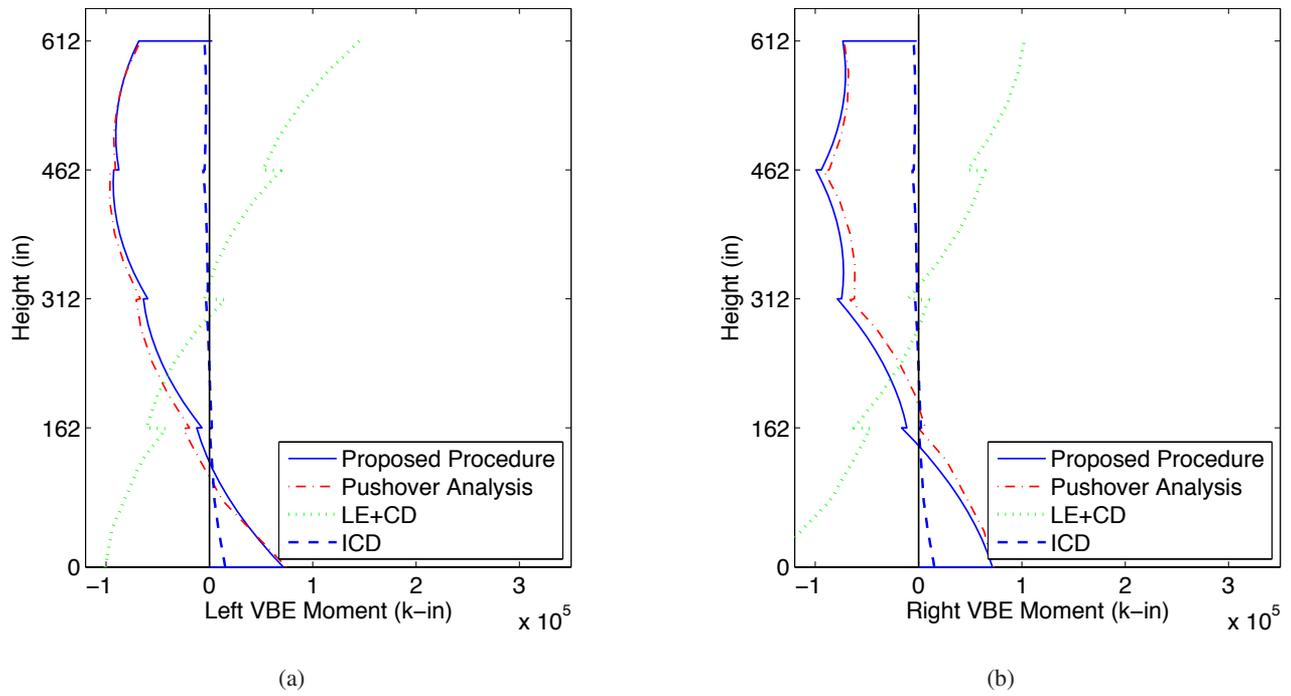 612
462
312
162
0
Height (in)
−1
0
1
2
3
Left VBE Moment (k−in)
x 10^5
Proposed Procedure
Pushover Analysis
LE+CD
ICD
(a)
612
462
312
162
0
Height (in)
−1
0
1
2
3
Right VBE Moment (k−in)
x 10^5
Proposed Procedure
Pushover Analysis
LE+CD
ICD
(b)